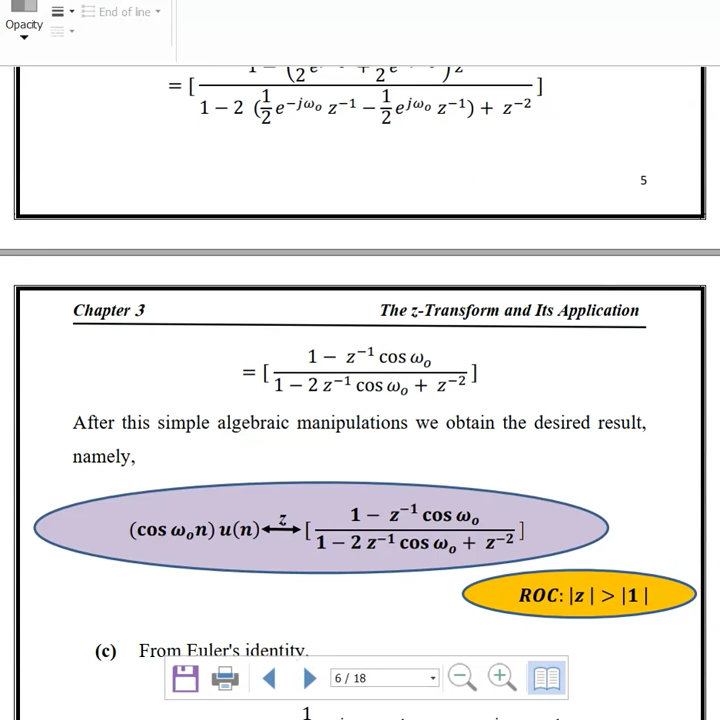 Opacity
End of line
= [ 1 − 2 (1/2 e^{−jω_o} z^{−1} − 1/2 e^{jω_o} z^{−1}) + z^{−2} ]
5
Chapter 3 The z-Transform and Its Application
= [ (1 − z^{−1} cos ω_o) / (1 − 2 z^{−1} cos ω_o + z^{−2}) ]
After this simple algebraic manipulations we obtain the desired result,
namely,
(cos ω_o n) u(n) ⟷^z [ (1 − z^{−1} cos ω_o) / (1 − 2 z^{−1} cos ω_o + z^{−2}) ]
ROC: |z| > |1|
(c) From Euler's identity,
6 / 18
1